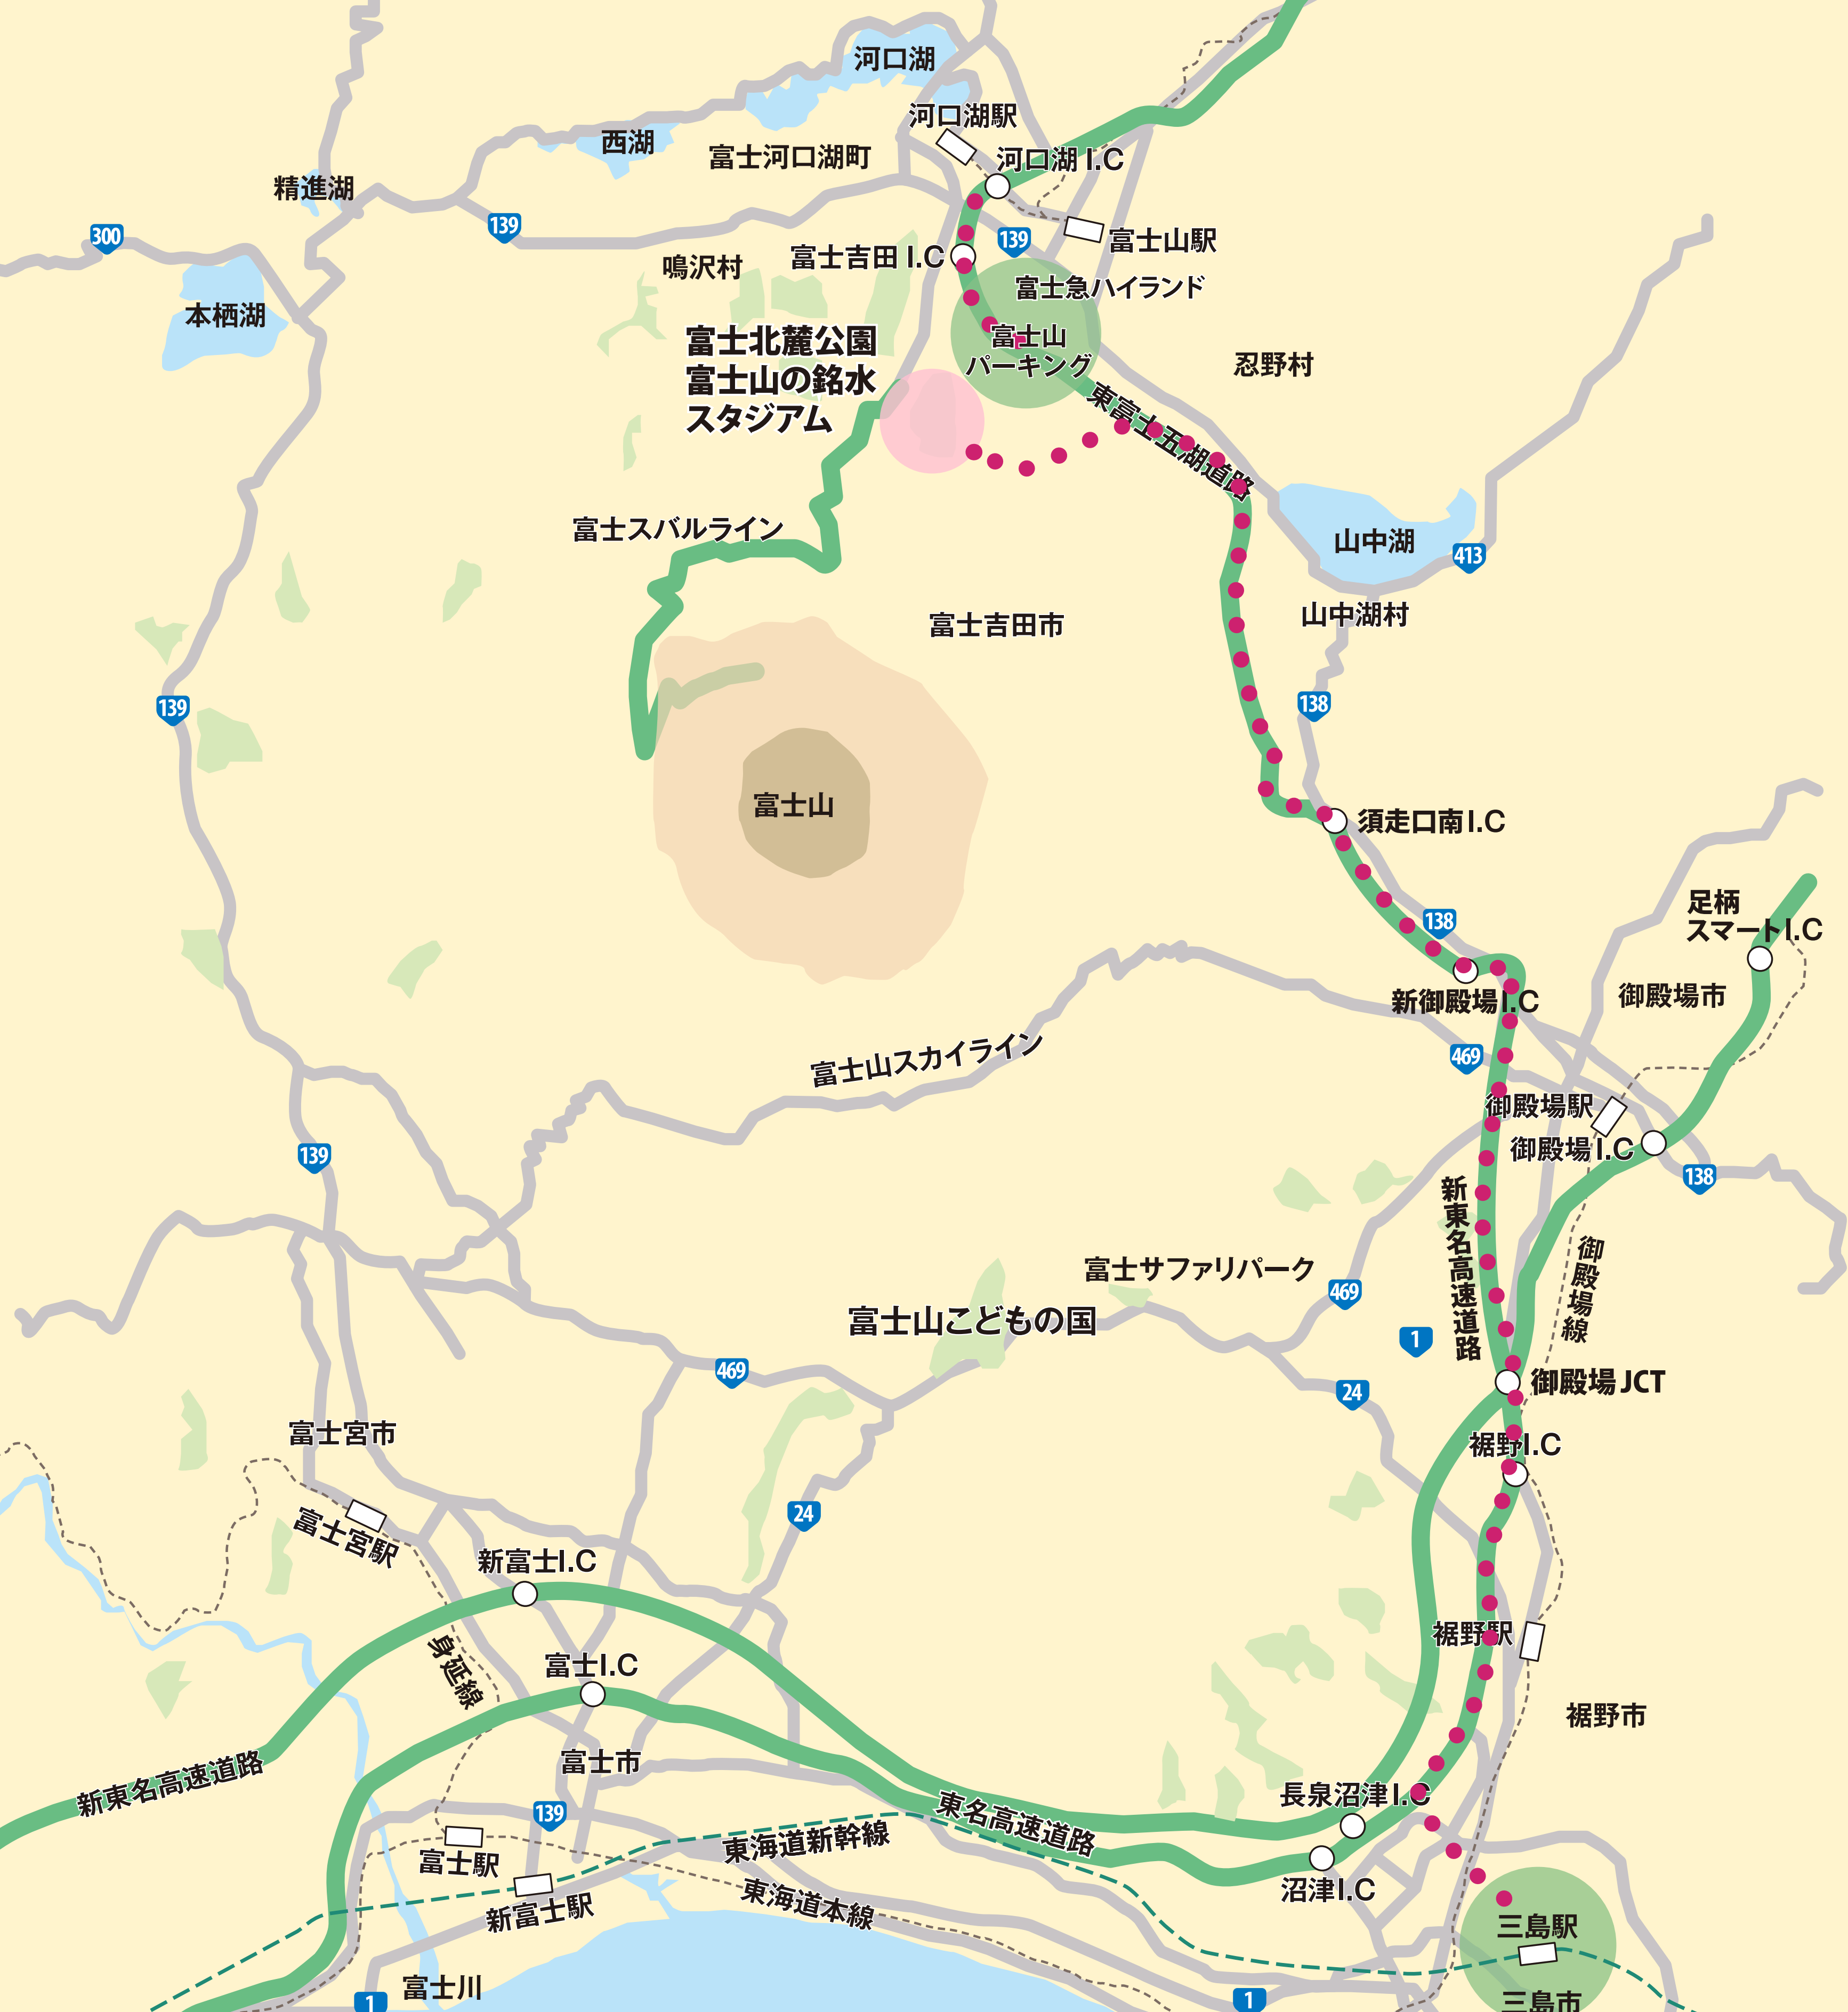 河口湖
河口湖駅
西湖
富士河口湖町
河口湖 I.C
精進湖
300
139
139
富士山駅
富士吉田 I.C
鳴沢村
富士急ハイランド
本栖湖
富士北麓公園
富士山の銘水
スタジアム
富士山
パーキング
忍野村
東富士五湖道路
富士スバルライン
山中湖
413
山中湖村
富士吉田市
139
138
富士山
須走口南I.C
足柄
スマートI.C
138
新御殿場I.C
御殿場市
富士山スカイライン
469
御殿場駅
御殿場I.C
139
138
新東名高速道路
御殿場線
富士サファリパーク
469
富士山こどもの国
1
469
24
御殿場JCT
富士宮市
裾野I.C
24
富士宮駅
新富士I.C
裾野駅
身延線
富士I.C
裾野市
富士市
新東名高速道路
長泉沼津I.C
139
東名高速道路
東海道新幹線
富士駅
沼津I.C
新富士駅
東海道本線
三島駅
富士川
1
1
三島市